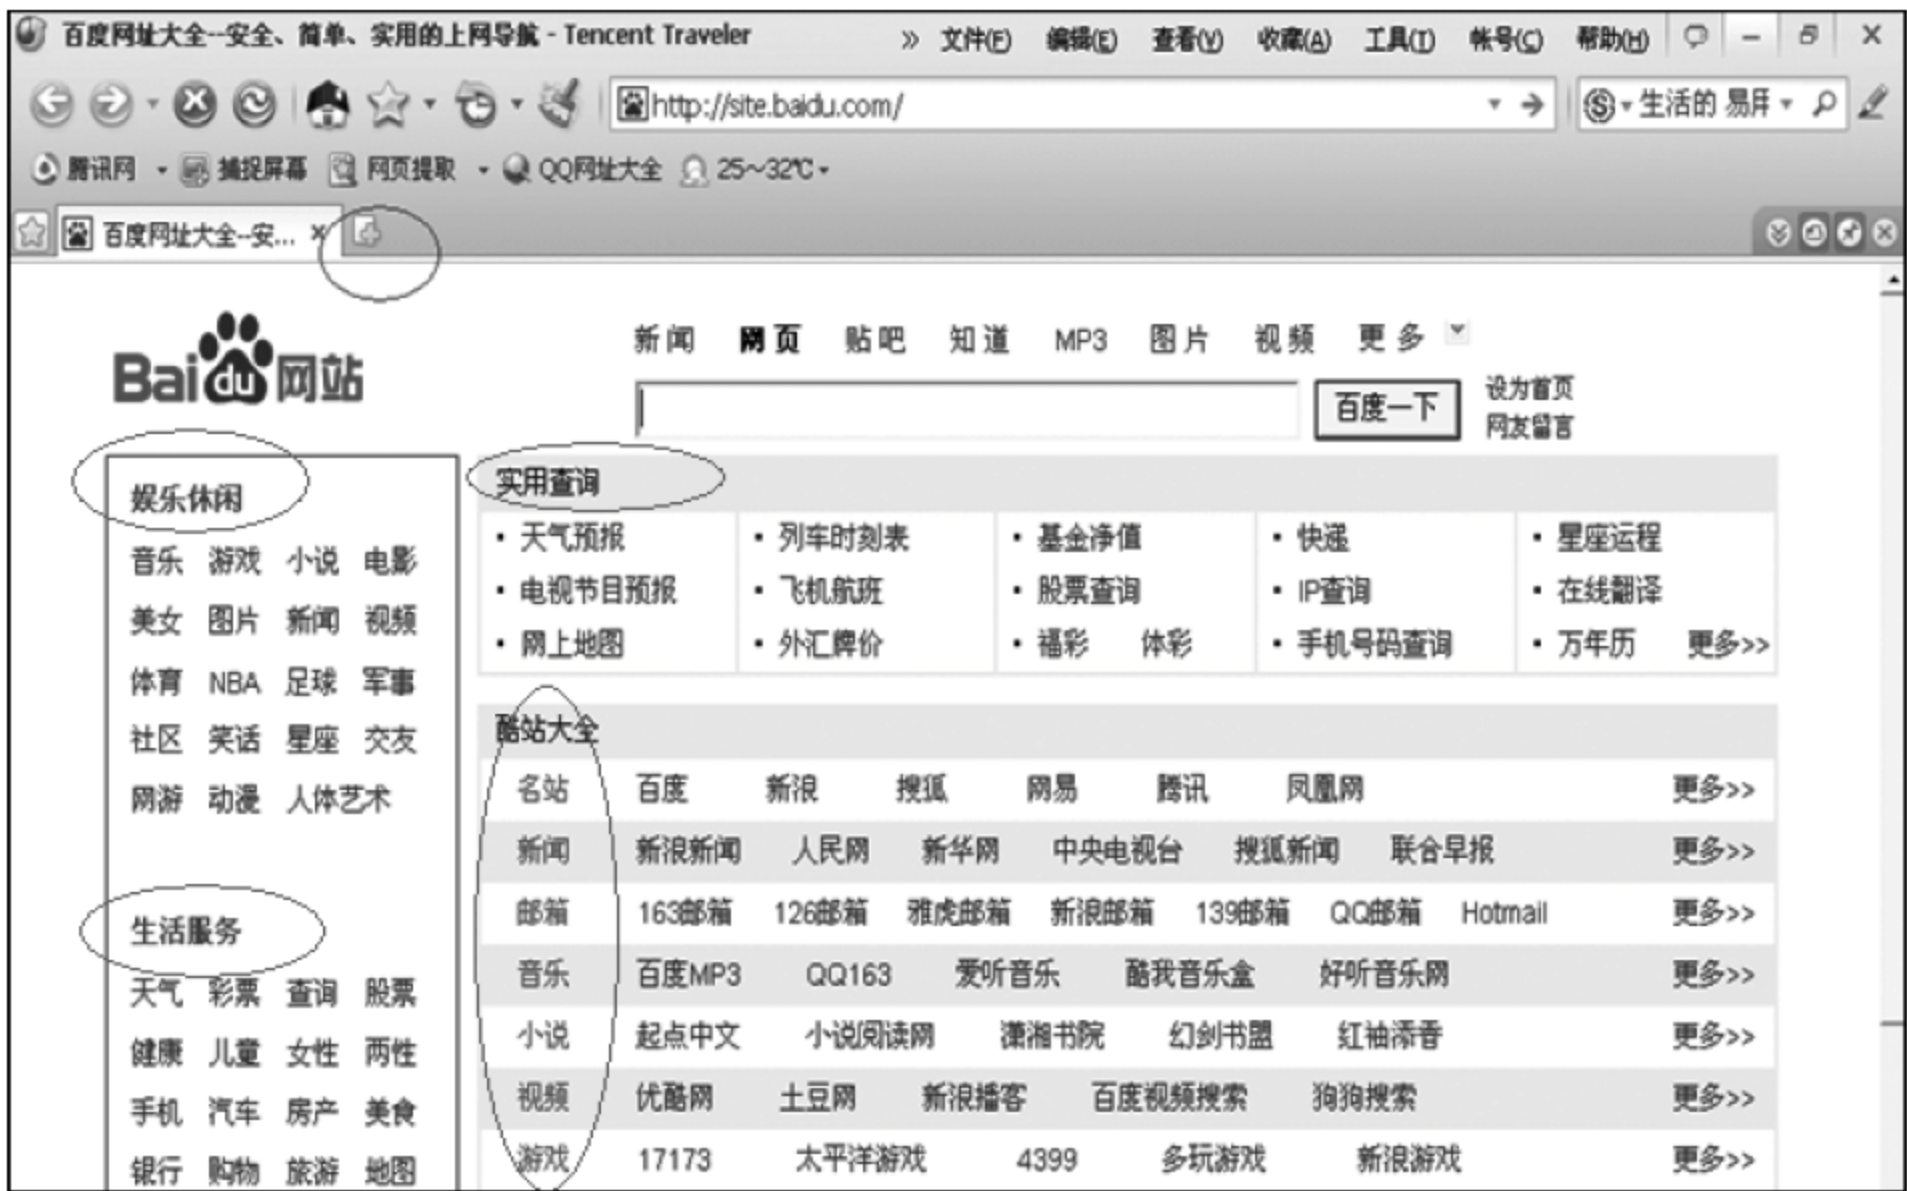 百度网址大全--安全、简单、实用的上网导航 - Tencent Traveler » 文件(F) 编辑(E) 查看(V) 收藏(A) 工具(T) 帐号(C) 帮助(H)
http://site.baidu.com/ 生活的 易用
腾讯网 捕捉屏幕 网页提取 QQ网址大全 25~32℃
百度网址大全--安... ×
Bai du 网站
新闻 网页 贴吧 知道 MP3 图片 视频 更多
百度一下 设为首页
网友留言
娱乐休闲
音乐 游戏 小说 电影
美女 图片 新闻 视频
体育 NBA 足球 军事
社区 笑话 星座 交友
网游 动漫 人体艺术
生活服务
天气 彩票 查询 股票
健康 儿童 女性 两性
手机 汽车 房产 美食
银行 购物 旅游 地图
实用查询
· 天气预报 · 列车时刻表 · 基金净值 · 快递 · 星座运程
· 电视节目预报 · 飞机航班 · 股票查询 · IP查询 · 在线翻译
· 网上地图 · 外汇牌价 · 福彩 体彩 · 手机号码查询 · 万年历 更多>>
酷站大全
名站 百度 新浪 搜狐 网易 腾讯 凤凰网 更多>>
新闻 新浪新闻 人民网 新华网 中央电视台 搜狐新闻 联合早报 更多>>
邮箱 163邮箱 126邮箱 雅虎邮箱 新浪邮箱 139邮箱 QQ邮箱 Hotmail 更多>>
音乐 百度MP3 QQ163 爱听音乐 酷我音乐盒 好听音乐网 更多>>
小说 起点中文 小说阅读网 潇湘书院 幻剑书盟 红袖添香 更多>>
视频 优酷网 土豆网 新浪播客 百度视频搜索 狗狗搜索 更多>>
游戏 17173 太平洋游戏 4399 多玩游戏 新浪游戏 更多>>